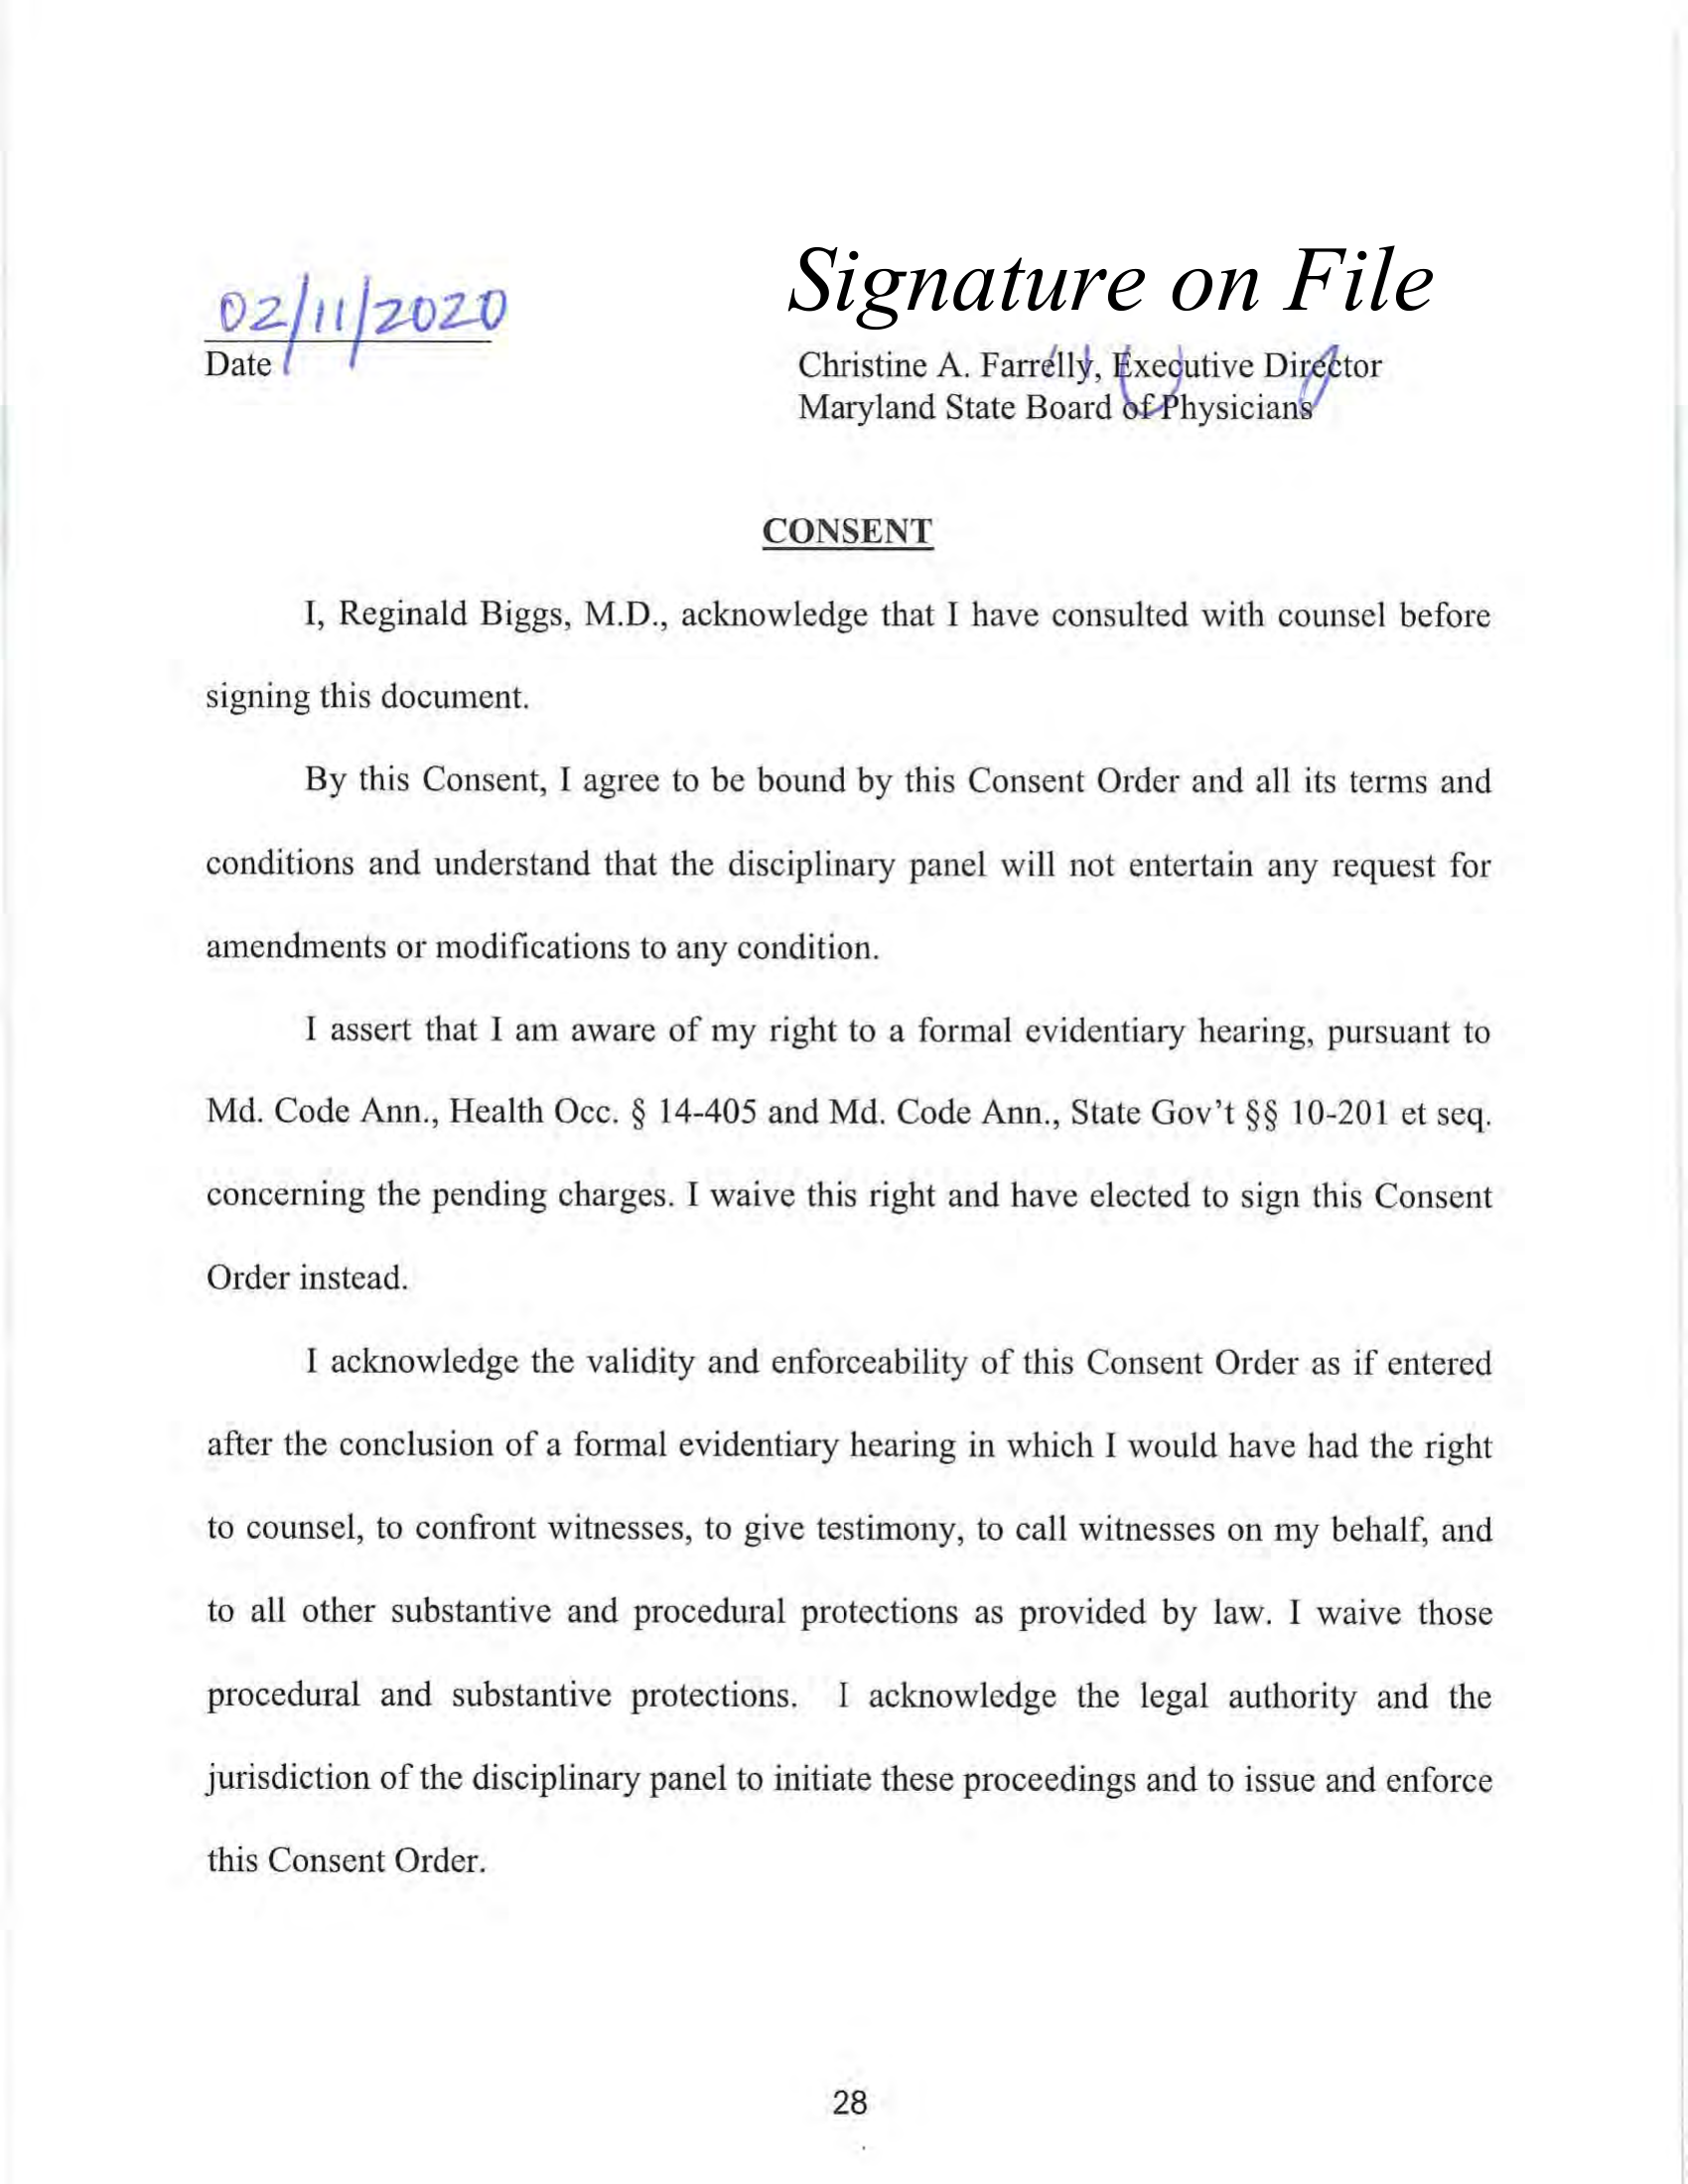 02/11/2020
Date
Signature on File
Christine A. Farrelly, Executive Director
Maryland State Board of Physicians
CONSENT
I, Reginald Biggs, M.D., acknowledge that I have consulted with counsel before
signing this document.
By this Consent, I agree to be bound by this Consent Order and all its terms and
conditions and understand that the disciplinary panel will not entertain any request for
amendments or modifications to any condition.
I assert that I am aware of my right to a formal evidentiary hearing, pursuant to
Md. Code Ann., Health Occ. § 14-405 and Md. Code Ann., State Gov't §§ 10-201 et seq.
concerning the pending charges. I waive this right and have elected to sign this Consent
Order instead.
I acknowledge the validity and enforceability of this Consent Order as if entered
after the conclusion of a formal evidentiary hearing in which I would have had the right
to counsel, to confront witnesses, to give testimony, to call witnesses on my behalf, and
to all other substantive and procedural protections as provided by law. I waive those
procedural and substantive protections. I acknowledge the legal authority and the
jurisdiction of the disciplinary panel to initiate these proceedings and to issue and enforce
this Consent Order.
28